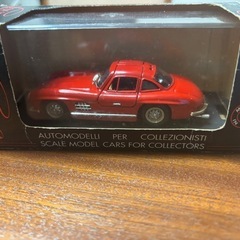 AUTOMODELLI PER COLLEZIONISTI
SCALE MODEL CARS FOR COLLECTORS